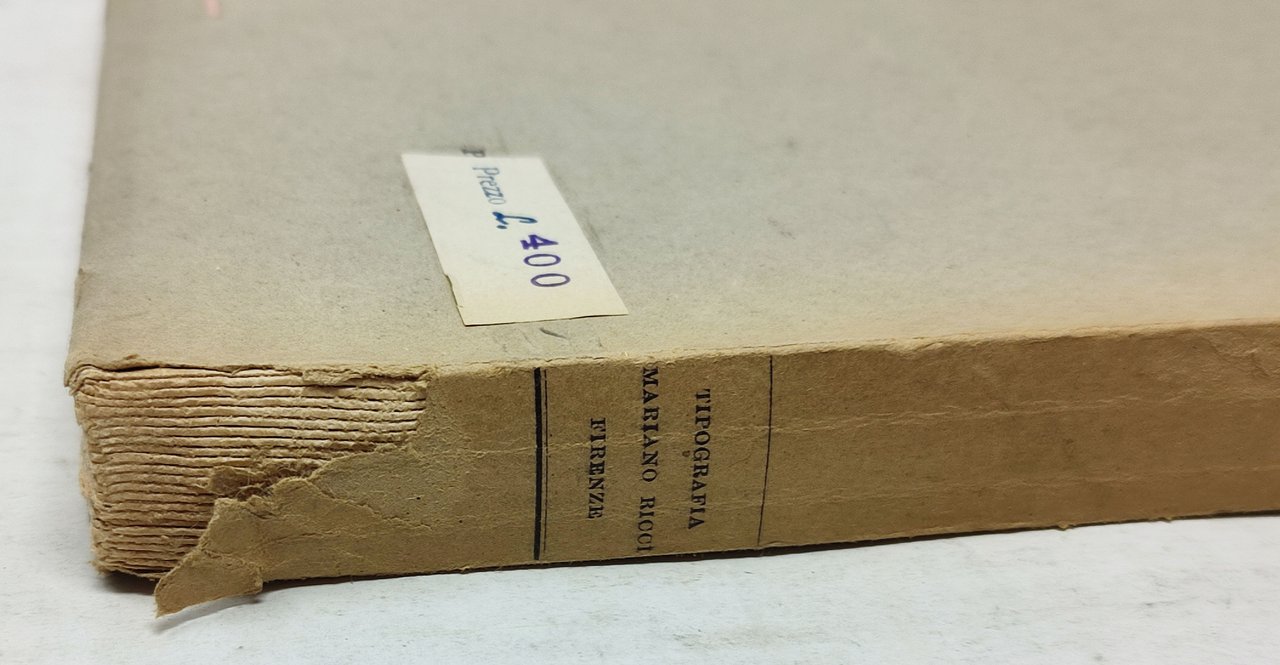 Prezzo L. 400
TIPOGRAFIA
MARIANO RICCI
FIRENZE